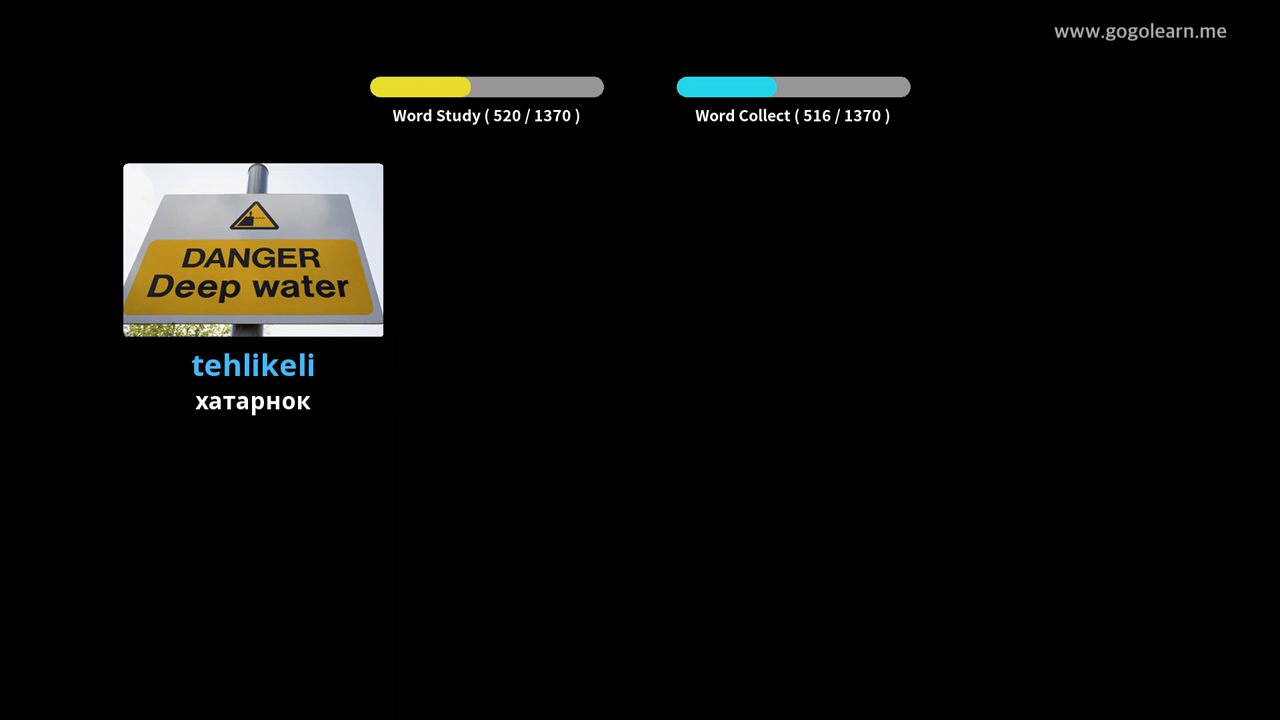 www.gogolearn.me
Word Study ( 520 / 1370 )
Word Collect ( 516 / 1370 )
DANGER
Deep water
tehlikeli
хатарнок